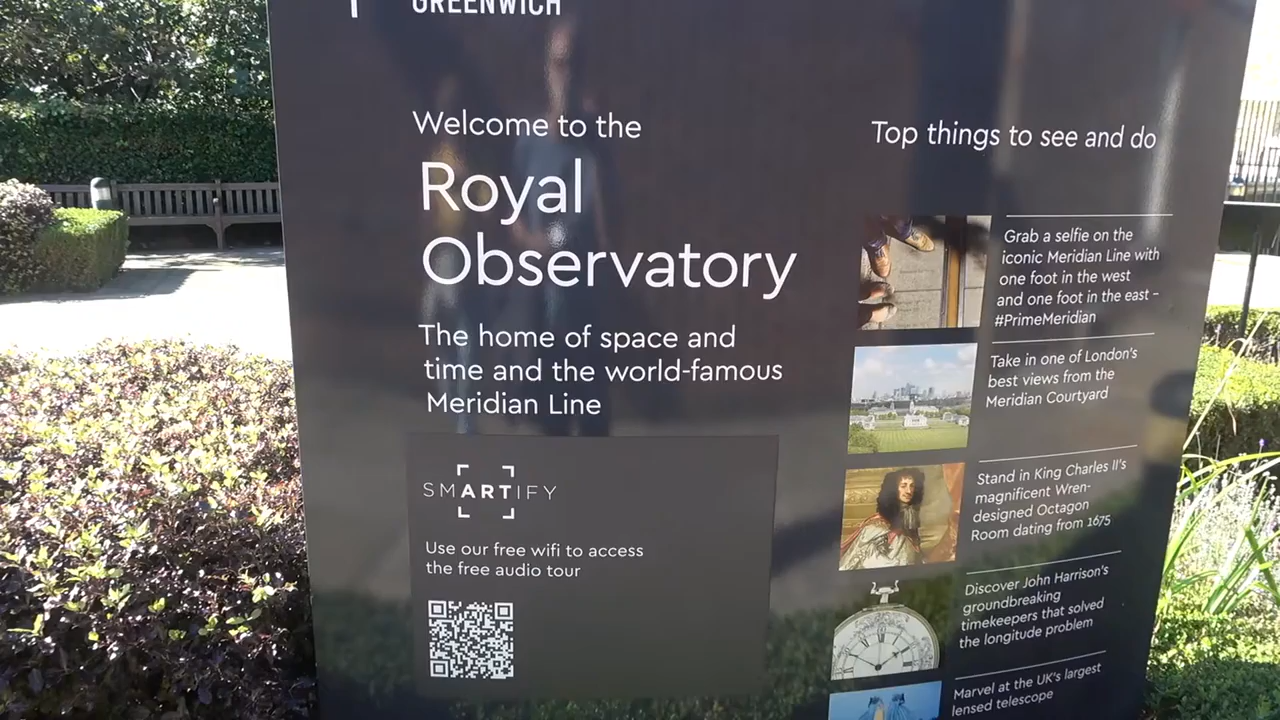 GREENWICH
Welcome to the
Royal
Observatory
The home of space and
time and the world-famous
Meridian Line
SMARTIFY
Use our free wifi to access
the free audio tour
Top things to see and do
Grab a selfie on the
iconic Meridian Line with
one foot in the west
and one foot in the east –
#PrimeMeridian
Take in one of London's
best views from the
Meridian Courtyard
Stand in King Charles II's
magnificent Wren-
designed Octagon
Room dating from 1675
Discover John Harrison's
groundbreaking
timekeepers that solved
the longitude problem
Marvel at the UK's largest
lensed telescope